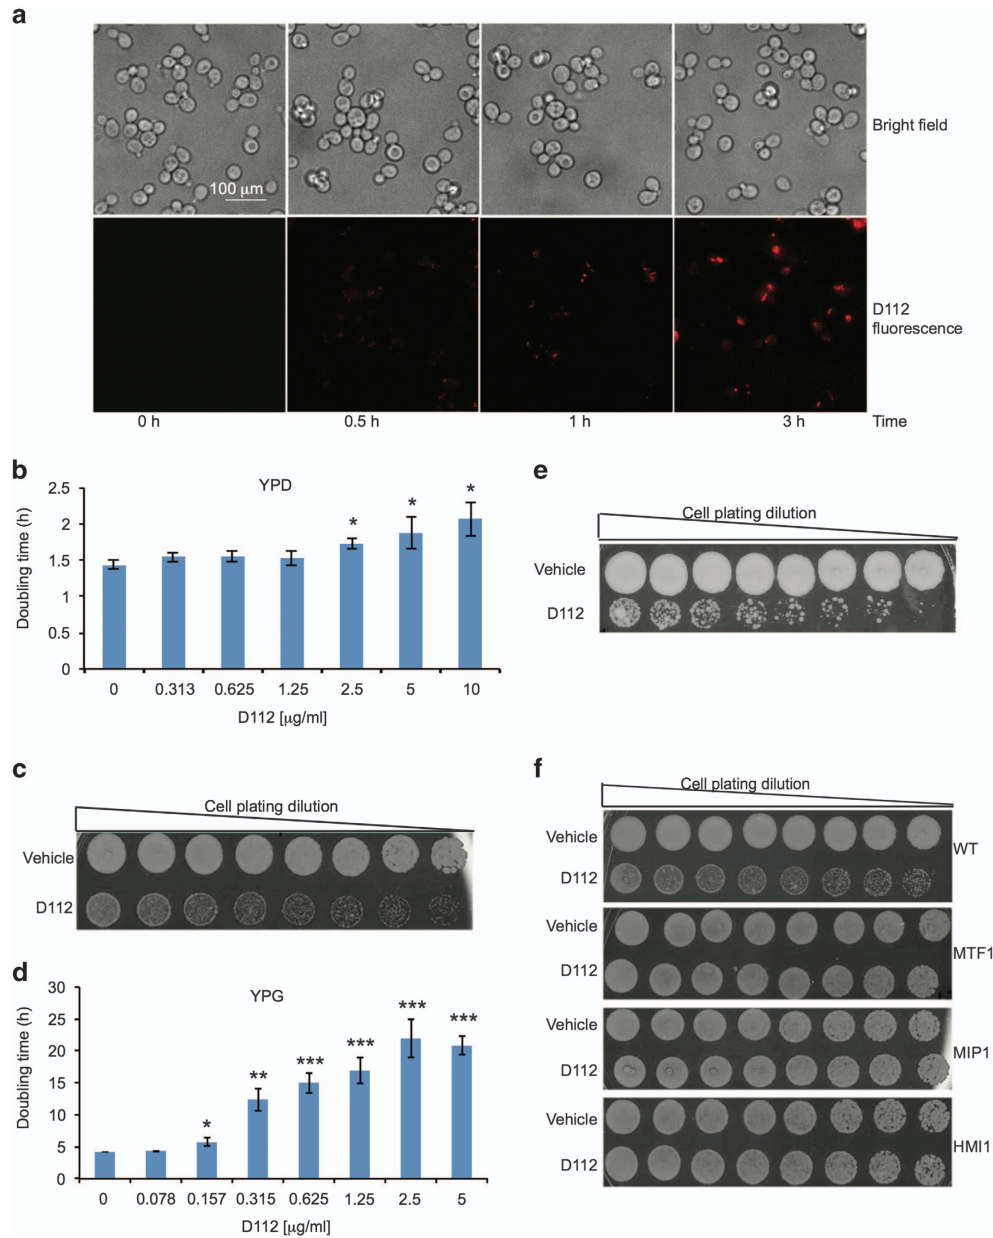 a
100 μm
Bright field
D112
fluorescence
0 h 0.5 h 1 h 3 h Time
b
YPD
Doubling time (h)
2.5
2
1.5
1
0.5
0
* * *
0 0.313 0.625 1.25 2.5 5 10
D112 [μg/ml]
c
Cell plating dilution
Vehicle
D112
d
YPG
Doubling time (h)
30
25
20
15
10
5
0
* ** *** *** *** ***
0 0.078 0.157 0.315 0.625 1.25 2.5 5
D112 [μg/ml]
e
Cell plating dilution
Vehicle
D112
f
Cell plating dilution
Vehicle
D112
WT
Vehicle
D112
MTF1
Vehicle
D112
MIP1
Vehicle
D112
HMI1